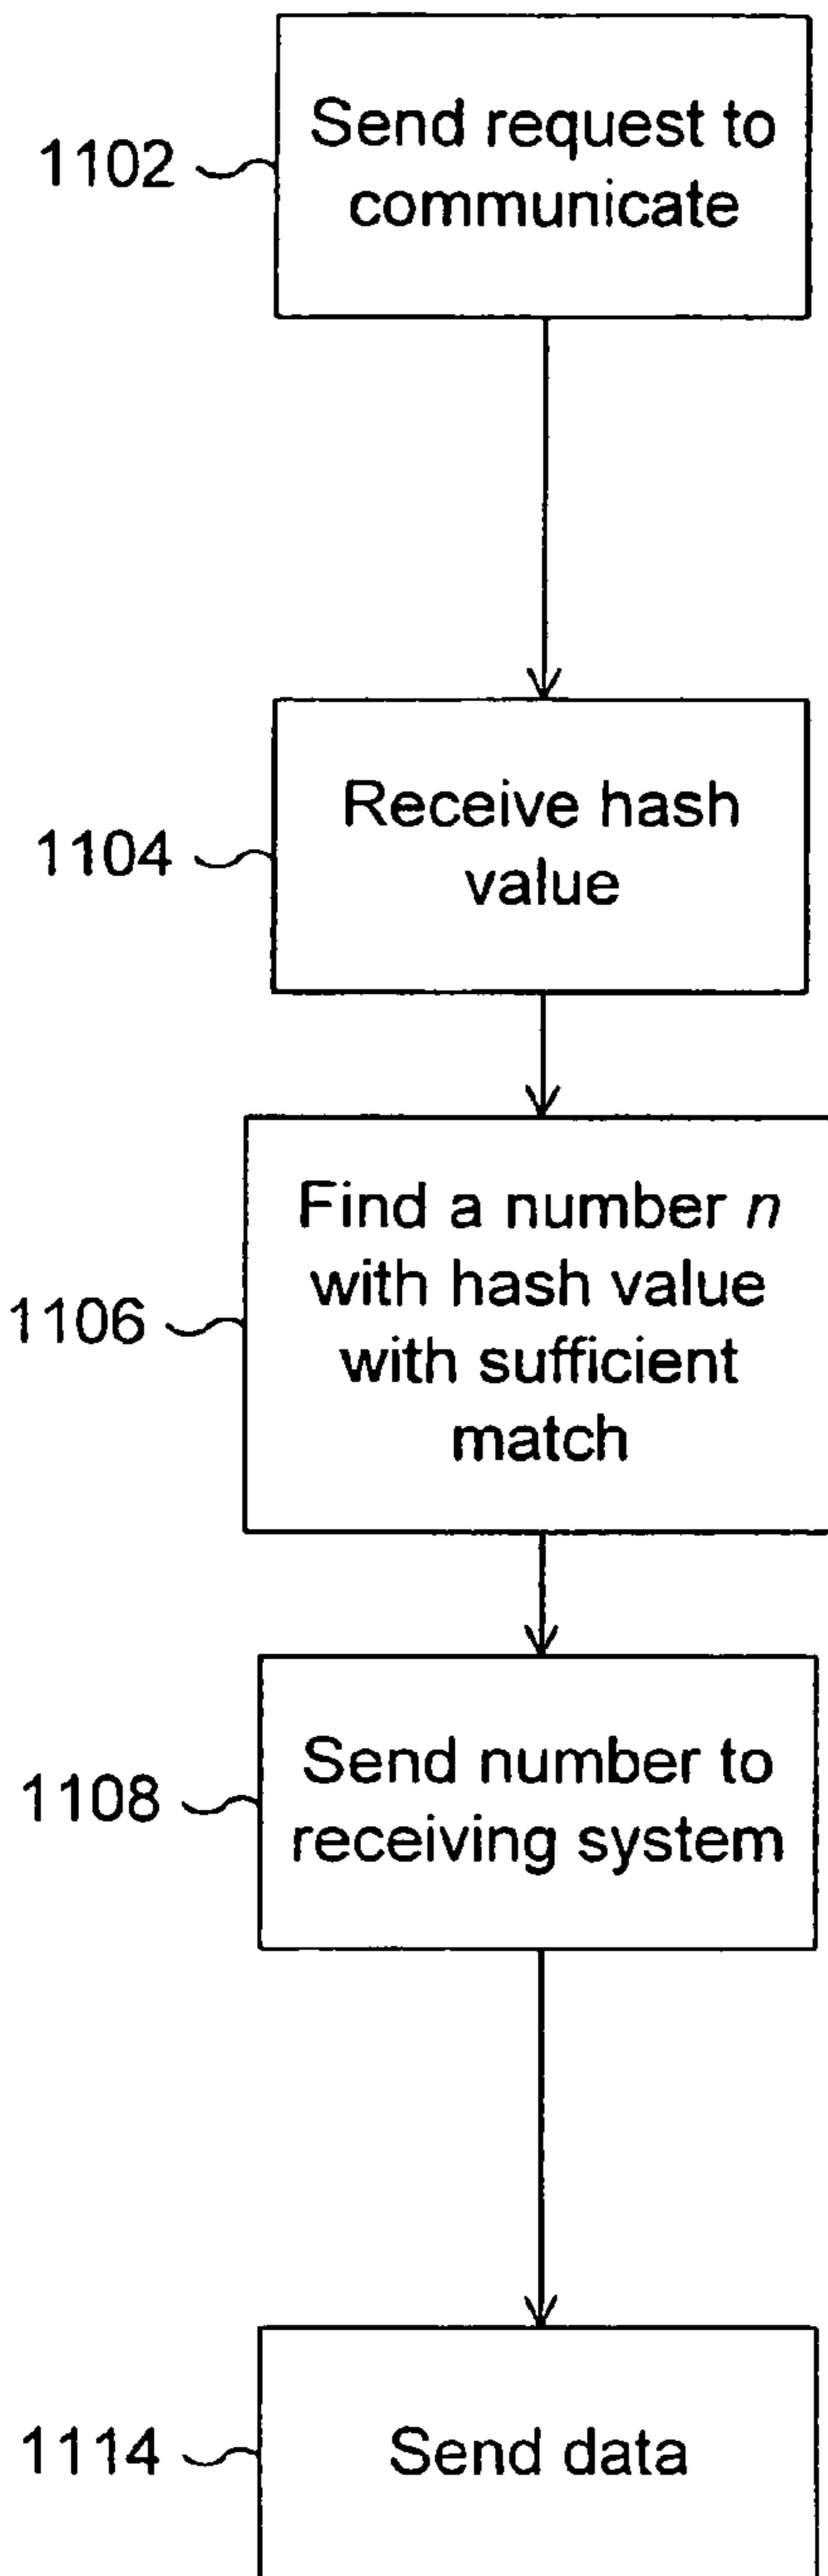 Send request to
1102
communicate
Receive hash
1104
value
Find a number n
with hash value
1106
with sufficient
match
Send number to
1108
receiving system
1114
Send data